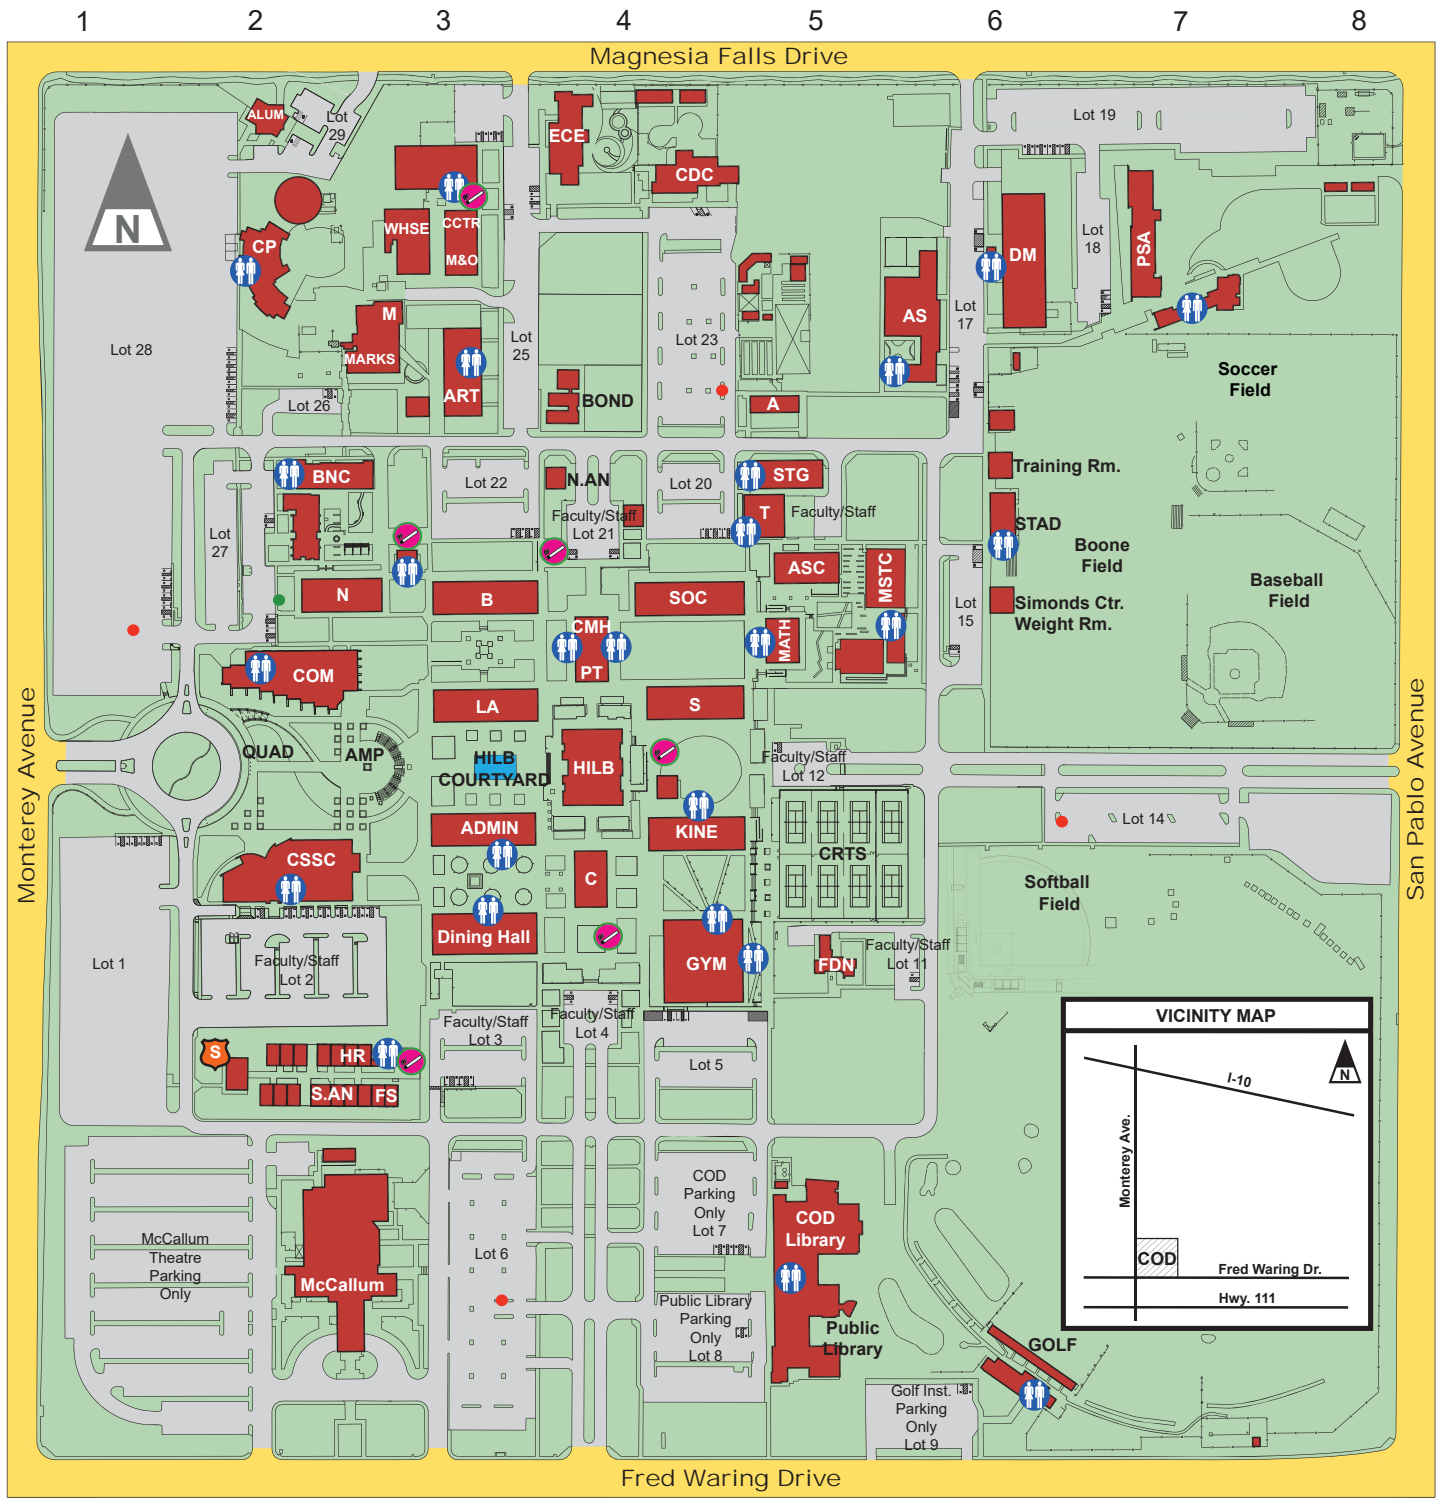 1 2 3 4 5 6 7 8
Magnesia Falls Drive
ALUM
Lot
29
ECE
CDC
Lot 19
N
CP
WHSE
CCTR
M&O
M
MARKS
ART
Lot
25
Lot 28
Lot 26
BOND
Lot 23
A
AS
Lot
17
DM
Lot
18
PSA
Soccer
Field
BNC
Lot 22
N.AN
Faculty/Staff
Lot 21
Lot 20
STG
T
Faculty/Staff
Training Rm.
STAD
Boone
Field
Baseball
Field
Simonds Ctr.
Weight Rm.
Lot
27
N
B
SOC
ASC
MSTC
Lot
15
CMH
PT
MATH
COM
LA
S
QUAD
AMP
HILB
COURTYARD
HILB
Faculty/Staff
Lot 12
Monterey Avenue
San Pablo Avenue
ADMIN
KINE
Lot 14
CSSC
C
CRTS
Softball
Field
Dining Hall
GYM
FDN
Faculty/Staff
Lot 11
Lot 1
Faculty/Staff
Lot 2
Faculty/Staff
Lot 3
Faculty/Staff
Lot 4
Lot 5
S
HR
S.AN
FS
VICINITY MAP
N
I-10
Monterey Ave.
COD
Fred Waring Dr.
Hwy. 111
McCallum
Theatre
Parking
Only
McCallum
Lot 6
COD
Parking
Only
Lot 7
COD
Library
Public Library
Parking
Only
Lot 8
Public
Library
GOLF
Golf Inst.
Parking
Only
Lot 9
Fred Waring Drive